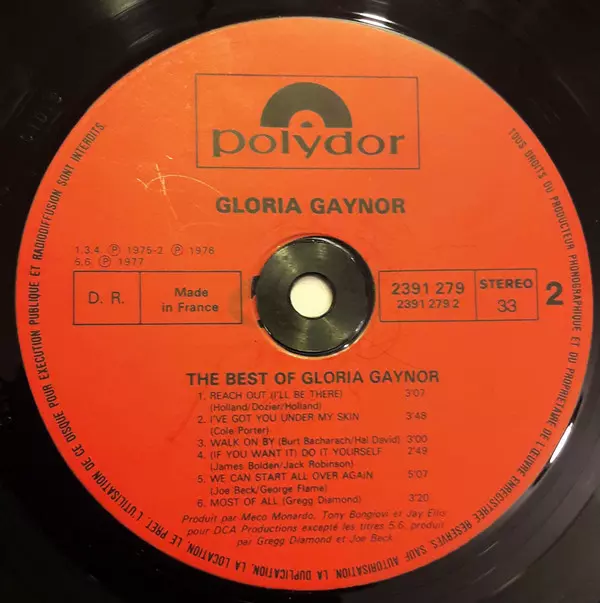 polydor
GLORIA GAYNOR
1.3.4. ℗ 1975-2 ℗ 1976
5.6. ℗ 1977
D. R.
Made
in France
2391 279
2391 279 2
STEREO
33
2
THE BEST OF GLORIA GAYNOR
1. REACH OUT (I'LL BE THERE) 3'07
(Holland/Dozier/Holland)
2. I'VE GOT YOU UNDER MY SKIN 3'48
(Cole Porter)
3. WALK ON BY (Burt Bacharach/Hal David) 3'00
4. (IF YOU WANT IT) DO IT YOURSELF 2'49
(James Bolden/Jack Robinson)
5. WE CAN START ALL OVER AGAIN 5'07
(Joe Beck/George Flame)
6. MOST OF ALL (Gregg Diamond) 3'20
Produit par Meco Monardo, Tony Bongiovi et Jay Ellis
pour DCA Productions excepté les titres 5.6. produit
par Gregg Diamond et Joe Beck.
TOUS DROITS DU PRODUCTEUR PHONOGRAPHIQUE ET DU PROPRIETAIRE DE L'ŒUVRE ENREGISTREE RESERVES. SAUF AUTORISATION, LA DUPLICATION, LA LOCATION, LE PRET, L'UTILISATION DE CE DISQUE POUR EXECUTION PUBLIQUE ET RADIODIFFUSION SONT INTERDITS.